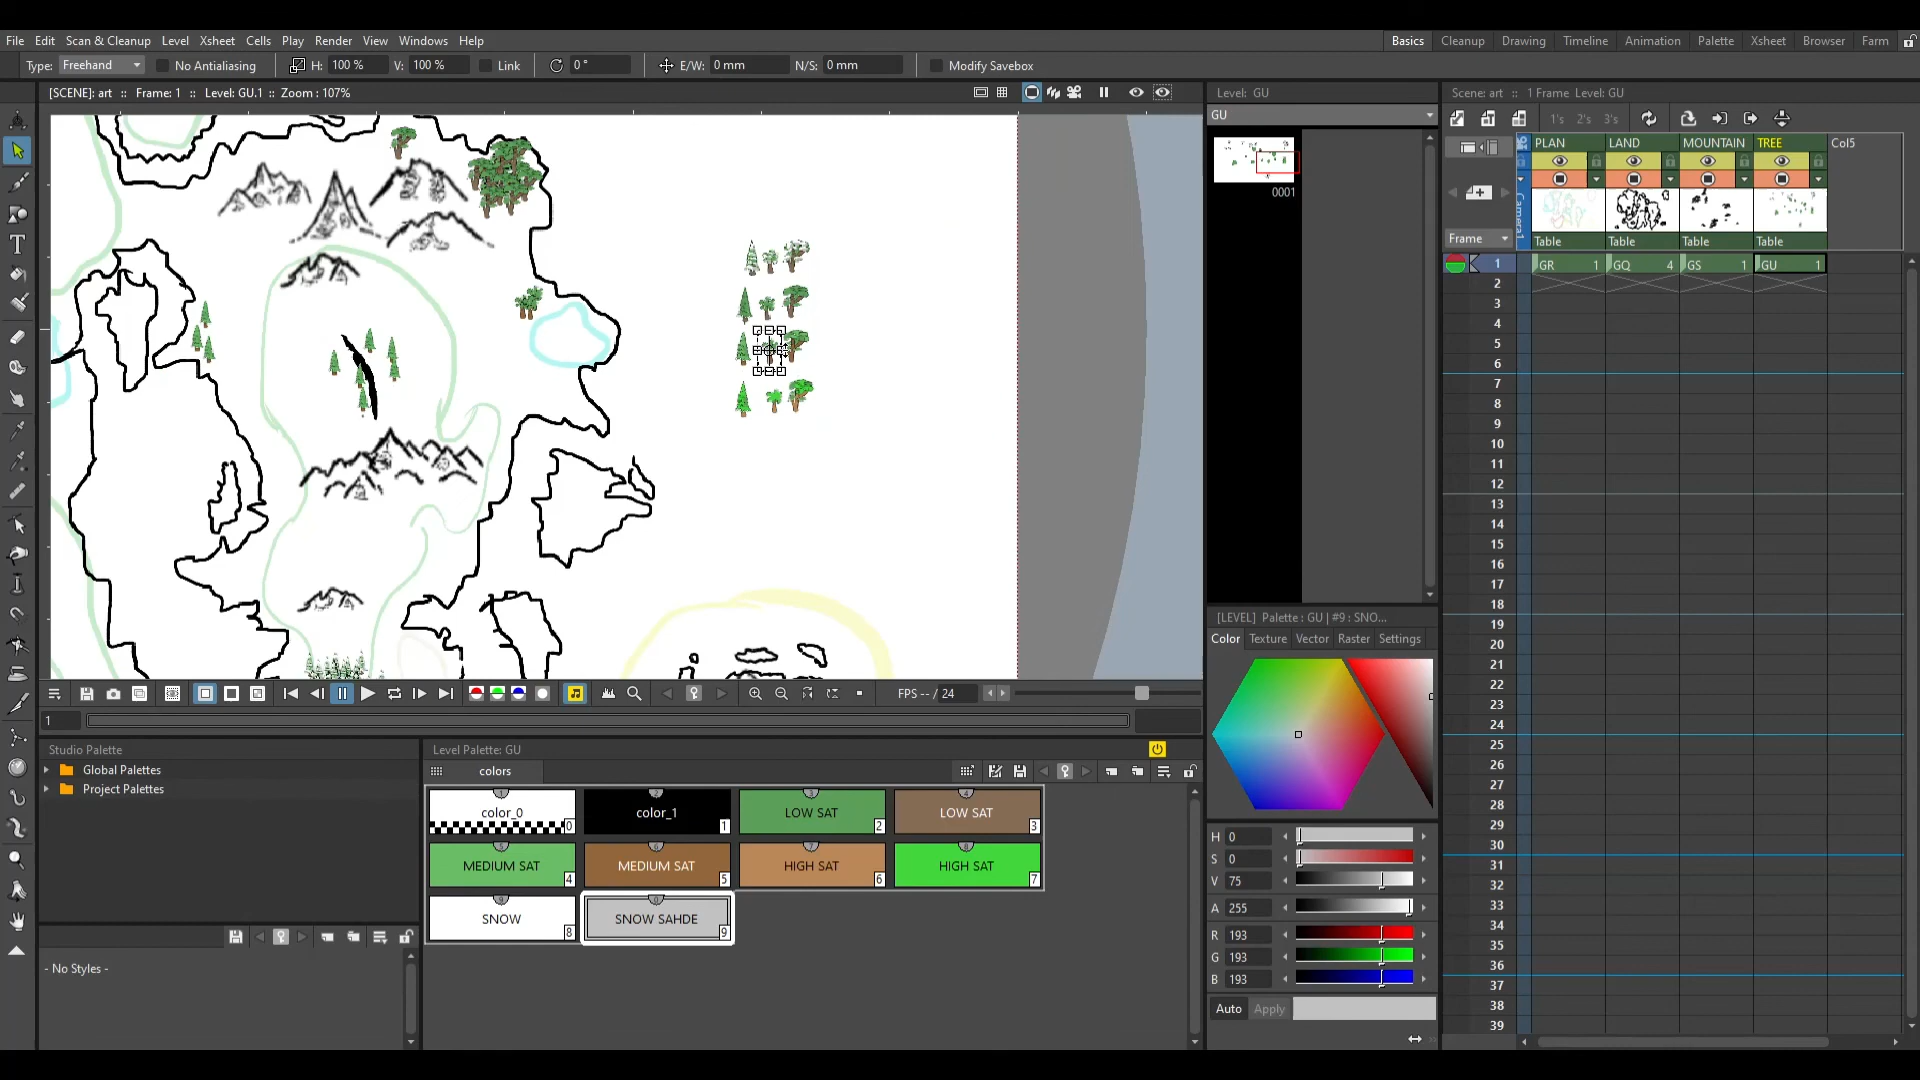 File Edit Scan & Cleanup Level Xsheet Cells Play Render View Windows Help
Basics Cleanup Drawing Timeline Animation Palette Xsheet Browser Farm
Type: Freehand No Antialiasing H: 100 % V: 100 % Link 0 ° E/W: 0 mm N/S: 0 mm Modify Savebox
[SCENE]: art :: Frame: 1 :: Level: GU.1 :: Zoom : 107%
Level: GU
Scene: art :: 1 Frame Level: GU
GU
1's 2's 3's
PLAN LAND MOUNTAIN TREE Col5
0001
Camera1
Frame
Table Table Table Table
1 GR 1 GQ 4 GS 1 GU 1
2
3
4
5
6
7
8
9
10
11
12
13
14
15
16
17
18
19
20
21
22
23
24
25
26
27
28
29
30
31
32
33
34
35
36
37
38
39
[LEVEL] Palette : GU | #9 : SNO...
Color Texture Vector Raster Settings
FPS -- / 24
1
Studio Palette
Global Palettes
Project Palettes
- No Styles -
Level Palette: GU
colors
color_0 0 color_1 1 LOW SAT 2 LOW SAT 3
MEDIUM SAT 4 MEDIUM SAT 5 HIGH SAT 6 HIGH SAT 7
SNOW 8 SNOW SAHDE 9
H 0
S 0
V 75
A 255
R 193
G 193
B 193
Auto Apply